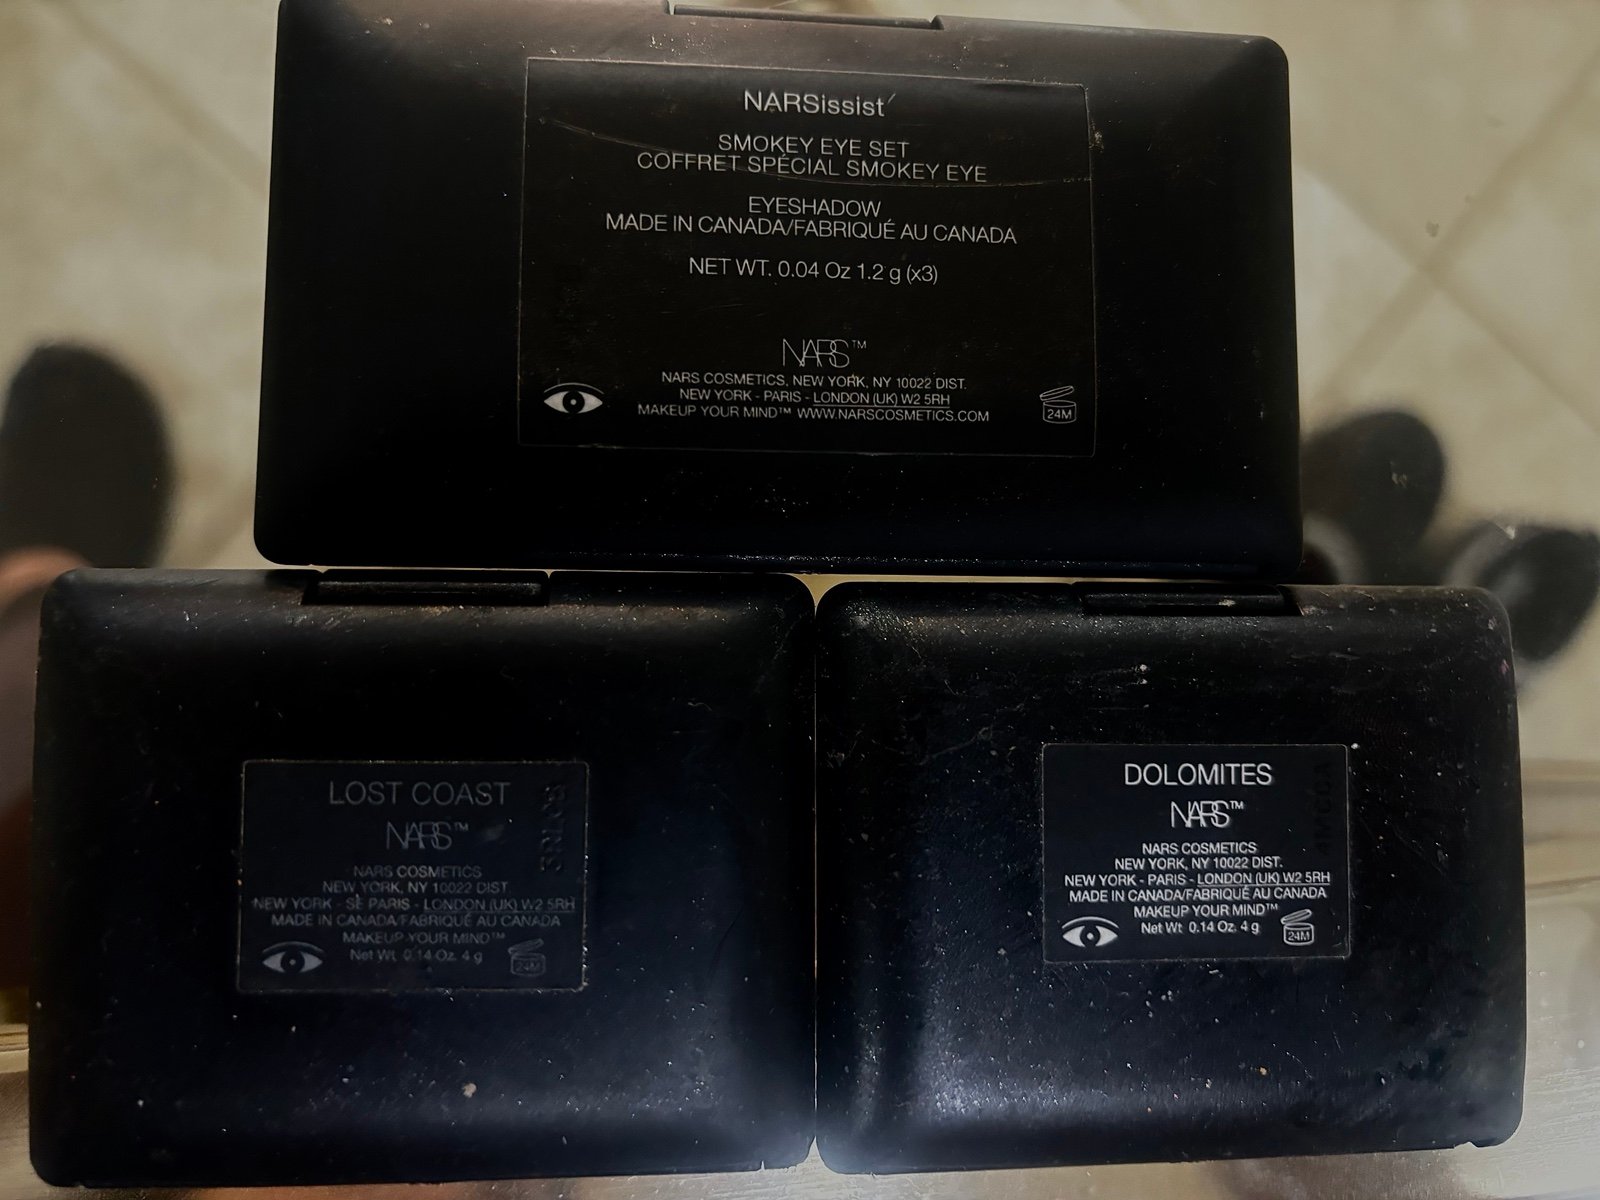 NARSissist
SMOKEY EYE SET
COFFRET SPÉCIAL SMOKEY EYE
EYESHADOW
MADE IN CANADA/FABRIQUÉ AU CANADA
NET WT. 0.04 Oz 1.2 g (x3)
NARS™
NARS COSMETICS, NEW YORK, NY 10022 DIST.
NEW YORK - PARIS - LONDON (UK) W2 5RH
MAKEUP YOUR MIND™ WWW.NARSCOSMETICS.COM
24M
LOST COAST
NARS™
NARS COSMETICS
NEW YORK, NY 10022 DIST.
NEW YORK - SE PARIS - LONDON (UK) W2 5RH
MADE IN CANADA/FABRIQUÉ AU CANADA
MAKEUP YOUR MIND™
Net Wt 0.14 Oz. 4 g
24M
DOLOMITES
NARS™
NARS COSMETICS
NEW YORK, NY 10022 DIST.
NEW YORK - PARIS - LONDON (UK) W2 5RH
MADE IN CANADA/FABRIQUÉ AU CANADA
MAKEUP YOUR MIND™
Net Wt 0.14 Oz. 4 g
24M